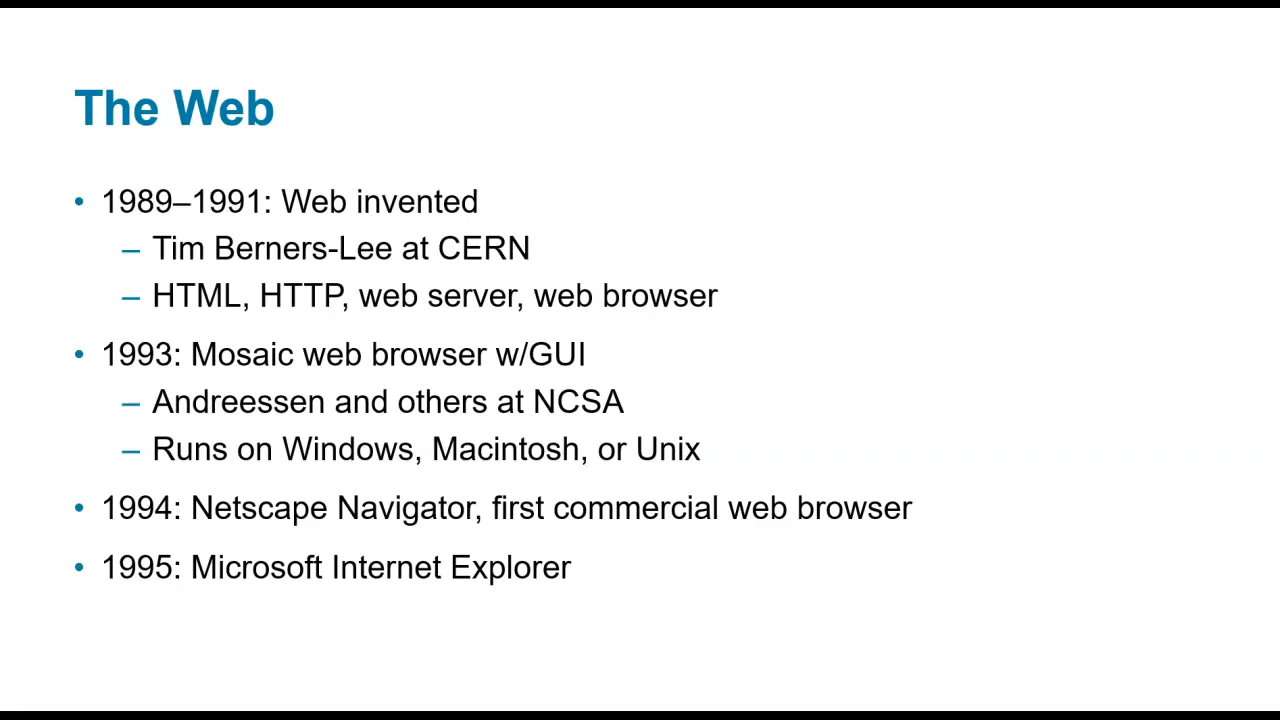 The Web
• 1989–1991: Web invented
– Tim Berners-Lee at CERN
– HTML, HTTP, web server, web browser
• 1993: Mosaic web browser w/GUI
– Andreessen and others at NCSA
– Runs on Windows, Macintosh, or Unix
• 1994: Netscape Navigator, first commercial web browser
• 1995: Microsoft Internet Explorer